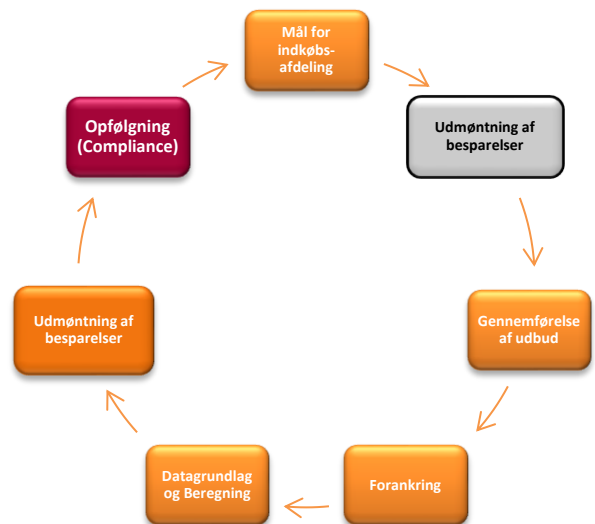 Mål for
indkøbs-
afdeling
Udmøntning af
besparelser
Gennemførelse
af udbud
Forankring
Datagrundlag
og Beregning
Udmøntning af
besparelser
Opfølgning
(Compliance)